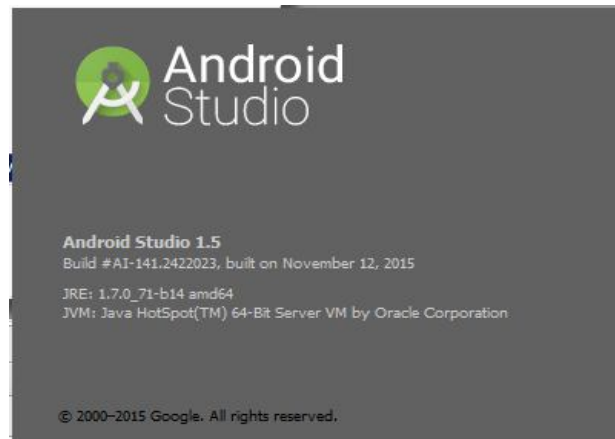 Android
Studio
Android Studio 1.5
Build #AI-141.2422023, built on November 12, 2015
JRE: 1.7.0_71-b14 amd64
JVM: Java HotSpot(TM) 64-Bit Server VM by Oracle Corporation
© 2000–2015 Google. All rights reserved.